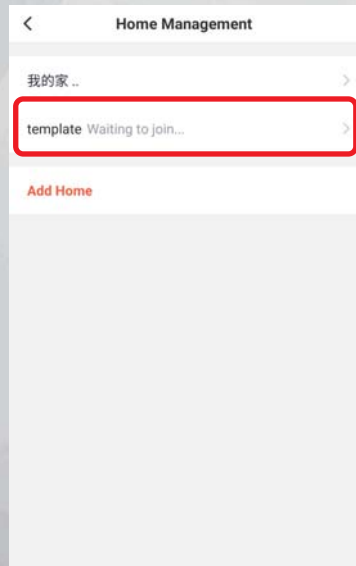 Home Management
我的家 ..
template Waiting to join...
Add Home